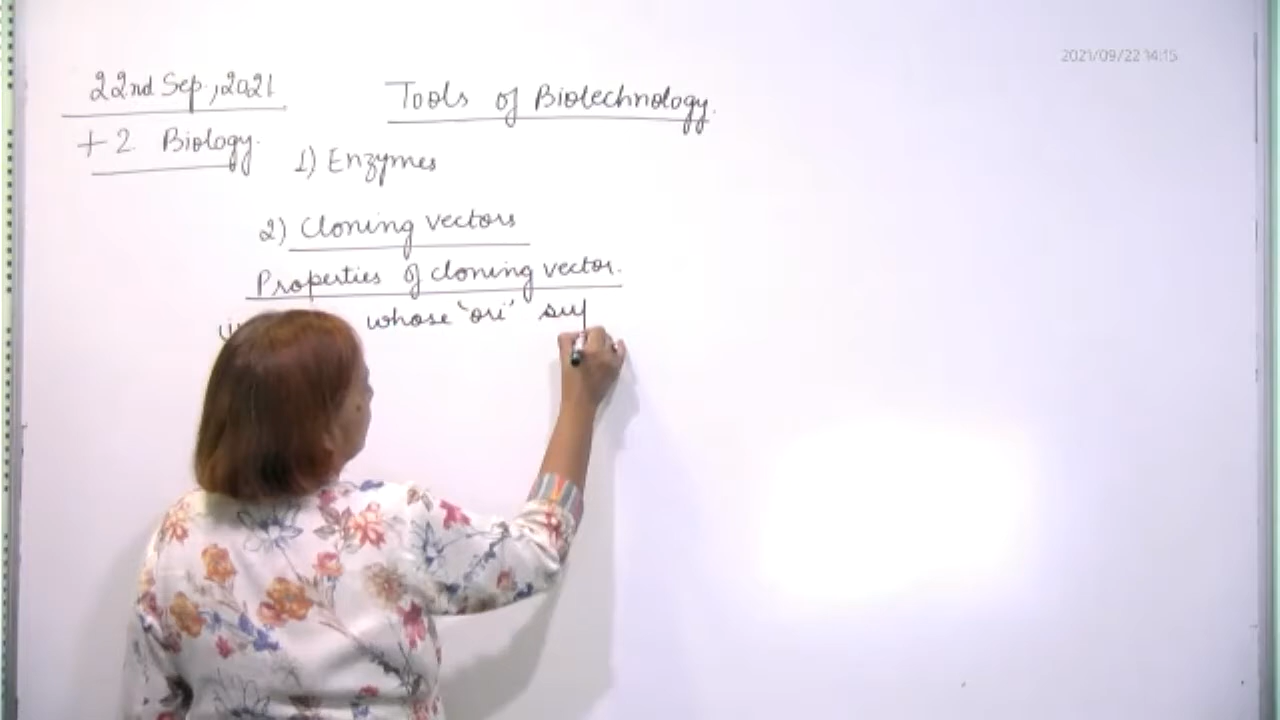 2021/09/22 14:15
22nd Sep., 2021
Tools of Biotechnology.
+2 Biology.
1) Enzymes
2) Cloning vectors
Properties of cloning vector.
whose 'ori' sup